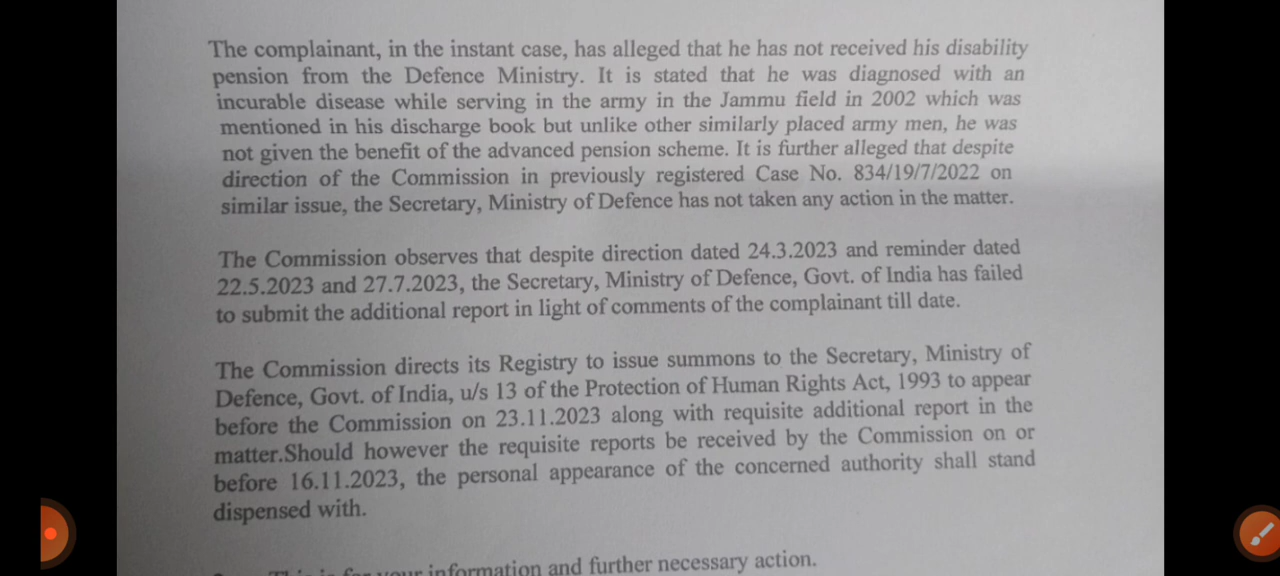 The complainant, in the instant case, has alleged that he has not received his disability
pension from the Defence Ministry. It is stated that he was diagnosed with an
incurable disease while serving in the army in the Jammu field in 2002 which was
mentioned in his discharge book but unlike other similarly placed army men, he was
not given the benefit of the advanced pension scheme. It is further alleged that despite
direction of the Commission in previously registered Case No. 834/19/7/2022 on
similar issue, the Secretary, Ministry of Defence has not taken any action in the matter.
The Commission observes that despite direction dated 24.3.2023 and reminder dated
22.5.2023 and 27.7.2023, the Secretary, Ministry of Defence, Govt. of India has failed
to submit the additional report in light of comments of the complainant till date.
The Commission directs its Registry to issue summons to the Secretary, Ministry of
Defence, Govt. of India, u/s 13 of the Protection of Human Rights Act, 1993 to appear
before the Commission on 23.11.2023 along with requisite additional report in the
matter.Should however the requisite reports be received by the Commission on or
before 16.11.2023, the personal appearance of the concerned authority shall stand
dispensed with.
This is for your information and further necessary action.